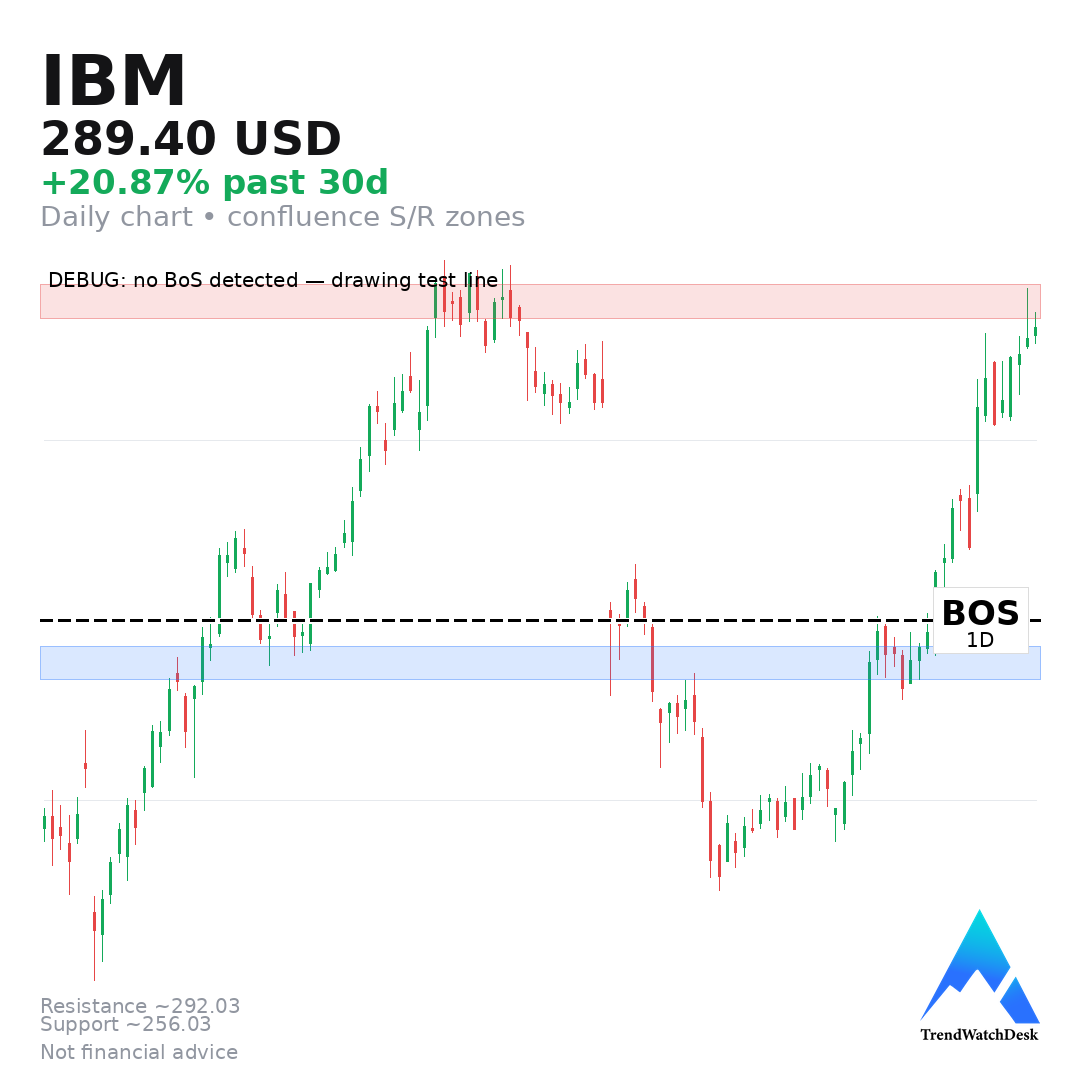 IBM
289.40 USD
+20.87% past 30d
Daily chart • confluence S/R zones
DEBUG: no BoS detected — drawing test line
BOS
1D
Resistance ~292.03
Support ~256.03
Not financial advice
TrendWatchDesk